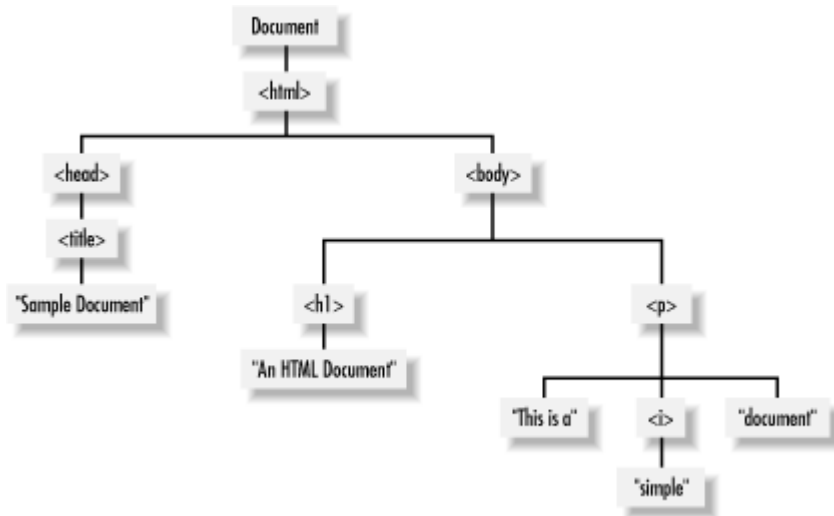 Document
<html>
<head>
<body>
<title>
"Sample Document"
<h1>
<p>
"An HTML Document"
"This is a"
<i>
"document"
"simple"